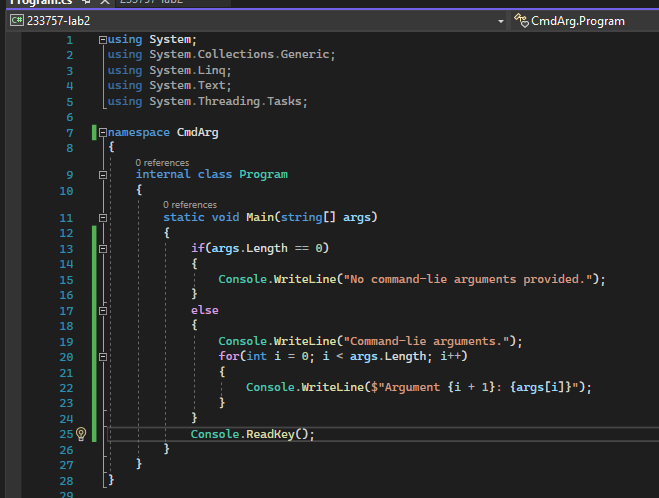 Program.cs
233757-lab2
233757-lab2
CmdArg.Program
1 using System;
2 using System.Collections.Generic;
3 using System.Linq;
4 using System.Text;
5 using System.Threading.Tasks;
6
7 namespace CmdArg
8 {
0 references
9 internal class Program
10 {
0 references
11 static void Main(string[] args)
12 {
13 if(args.Length == 0)
14 {
15 Console.WriteLine("No command-lie arguments provided.");
16 }
17 else
18 {
19 Console.WriteLine("Command-lie arguments.");
20 for(int i = 0; i < args.Length; i++)
21 {
22 Console.WriteLine($"Argument {i + 1}: {args[i]}");
23 }
24 }
25 Console.ReadKey();
26 }
27 }
28 }
29